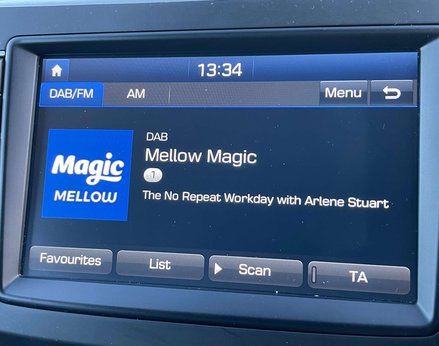 13:34
DAB/FM
AM
Menu
DAB
Mellow Magic
1
Magic
MELLOW
The No Repeat Workday with Arlene Stuart
Favourites
List
Scan
TA